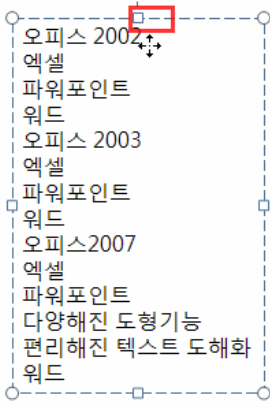 오피스 2002
엑셀
파워포인트
워드
오피스 2003
엑셀
파워포인트
워드
오피스2007
엑셀
파워포인트
다양해진 도형기능
편리해진 텍스트 도해화
워드